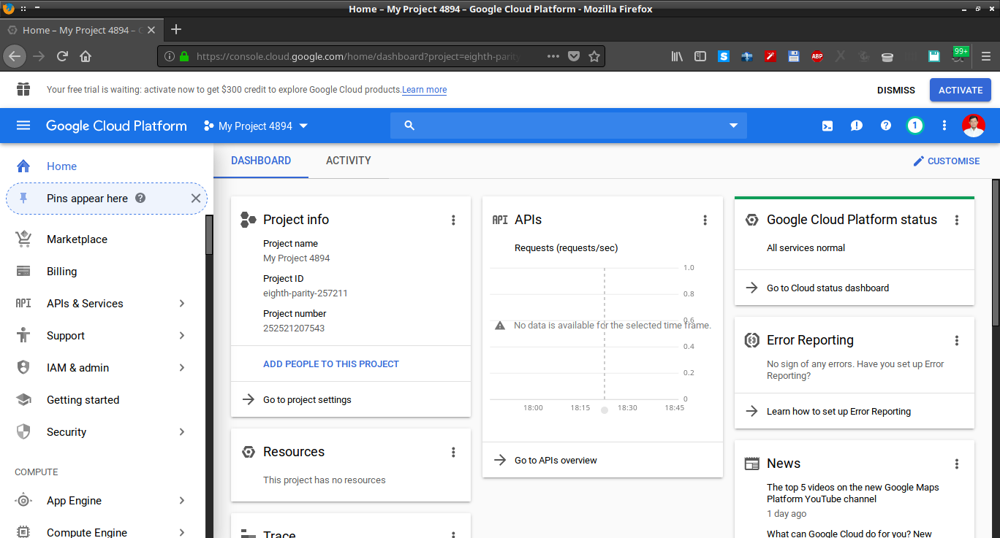 Home – My Project 4894 – Google Cloud Platform - Mozilla Firefox
Home – My Project 4894 –
https://console.cloud.google.com/home/dashboard?project=eighth-parity
S
ABP
99+
Your free trial is waiting: activate now to get $300 credit to explore Google Cloud products. Learn more
DISMISS
ACTIVATE
Google Cloud Platform
My Project 4894
1
Home
Pins appear here
Marketplace
Billing
API APIs & Services
Support
IAM & admin
Getting started
Security
COMPUTE
App Engine
Compute Engine
DASHBOARD
ACTIVITY
CUSTOMISE
Project info
Project name
My Project 4894
Project ID
eighth-parity-257211
Project number
252521207543
ADD PEOPLE TO THIS PROJECT
Go to project settings
Resources
This project has no resources
Trace
API APIs
Requests (requests/sec)
1.0
0.8
0.6
No data is available for the selected time frame.
0.4
0.2
0
18:00 18:15 18:30 18:45
Go to APIs overview
Google Cloud Platform status
All services normal
Go to Cloud status dashboard
Error Reporting
No sign of any errors. Have you set up Error
Reporting?
Learn how to set up Error Reporting
News
The top 5 videos on the new Google Maps
Platform YouTube channel
1 day ago
What can Google Cloud do for you? New